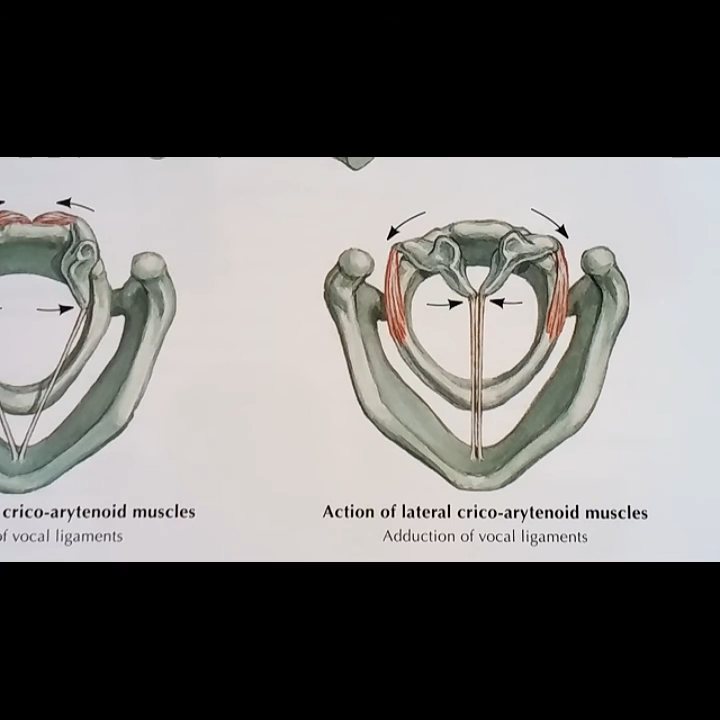 crico-arytenoid muscles
of vocal ligaments
Action of lateral crico-arytenoid muscles
Adduction of vocal ligaments